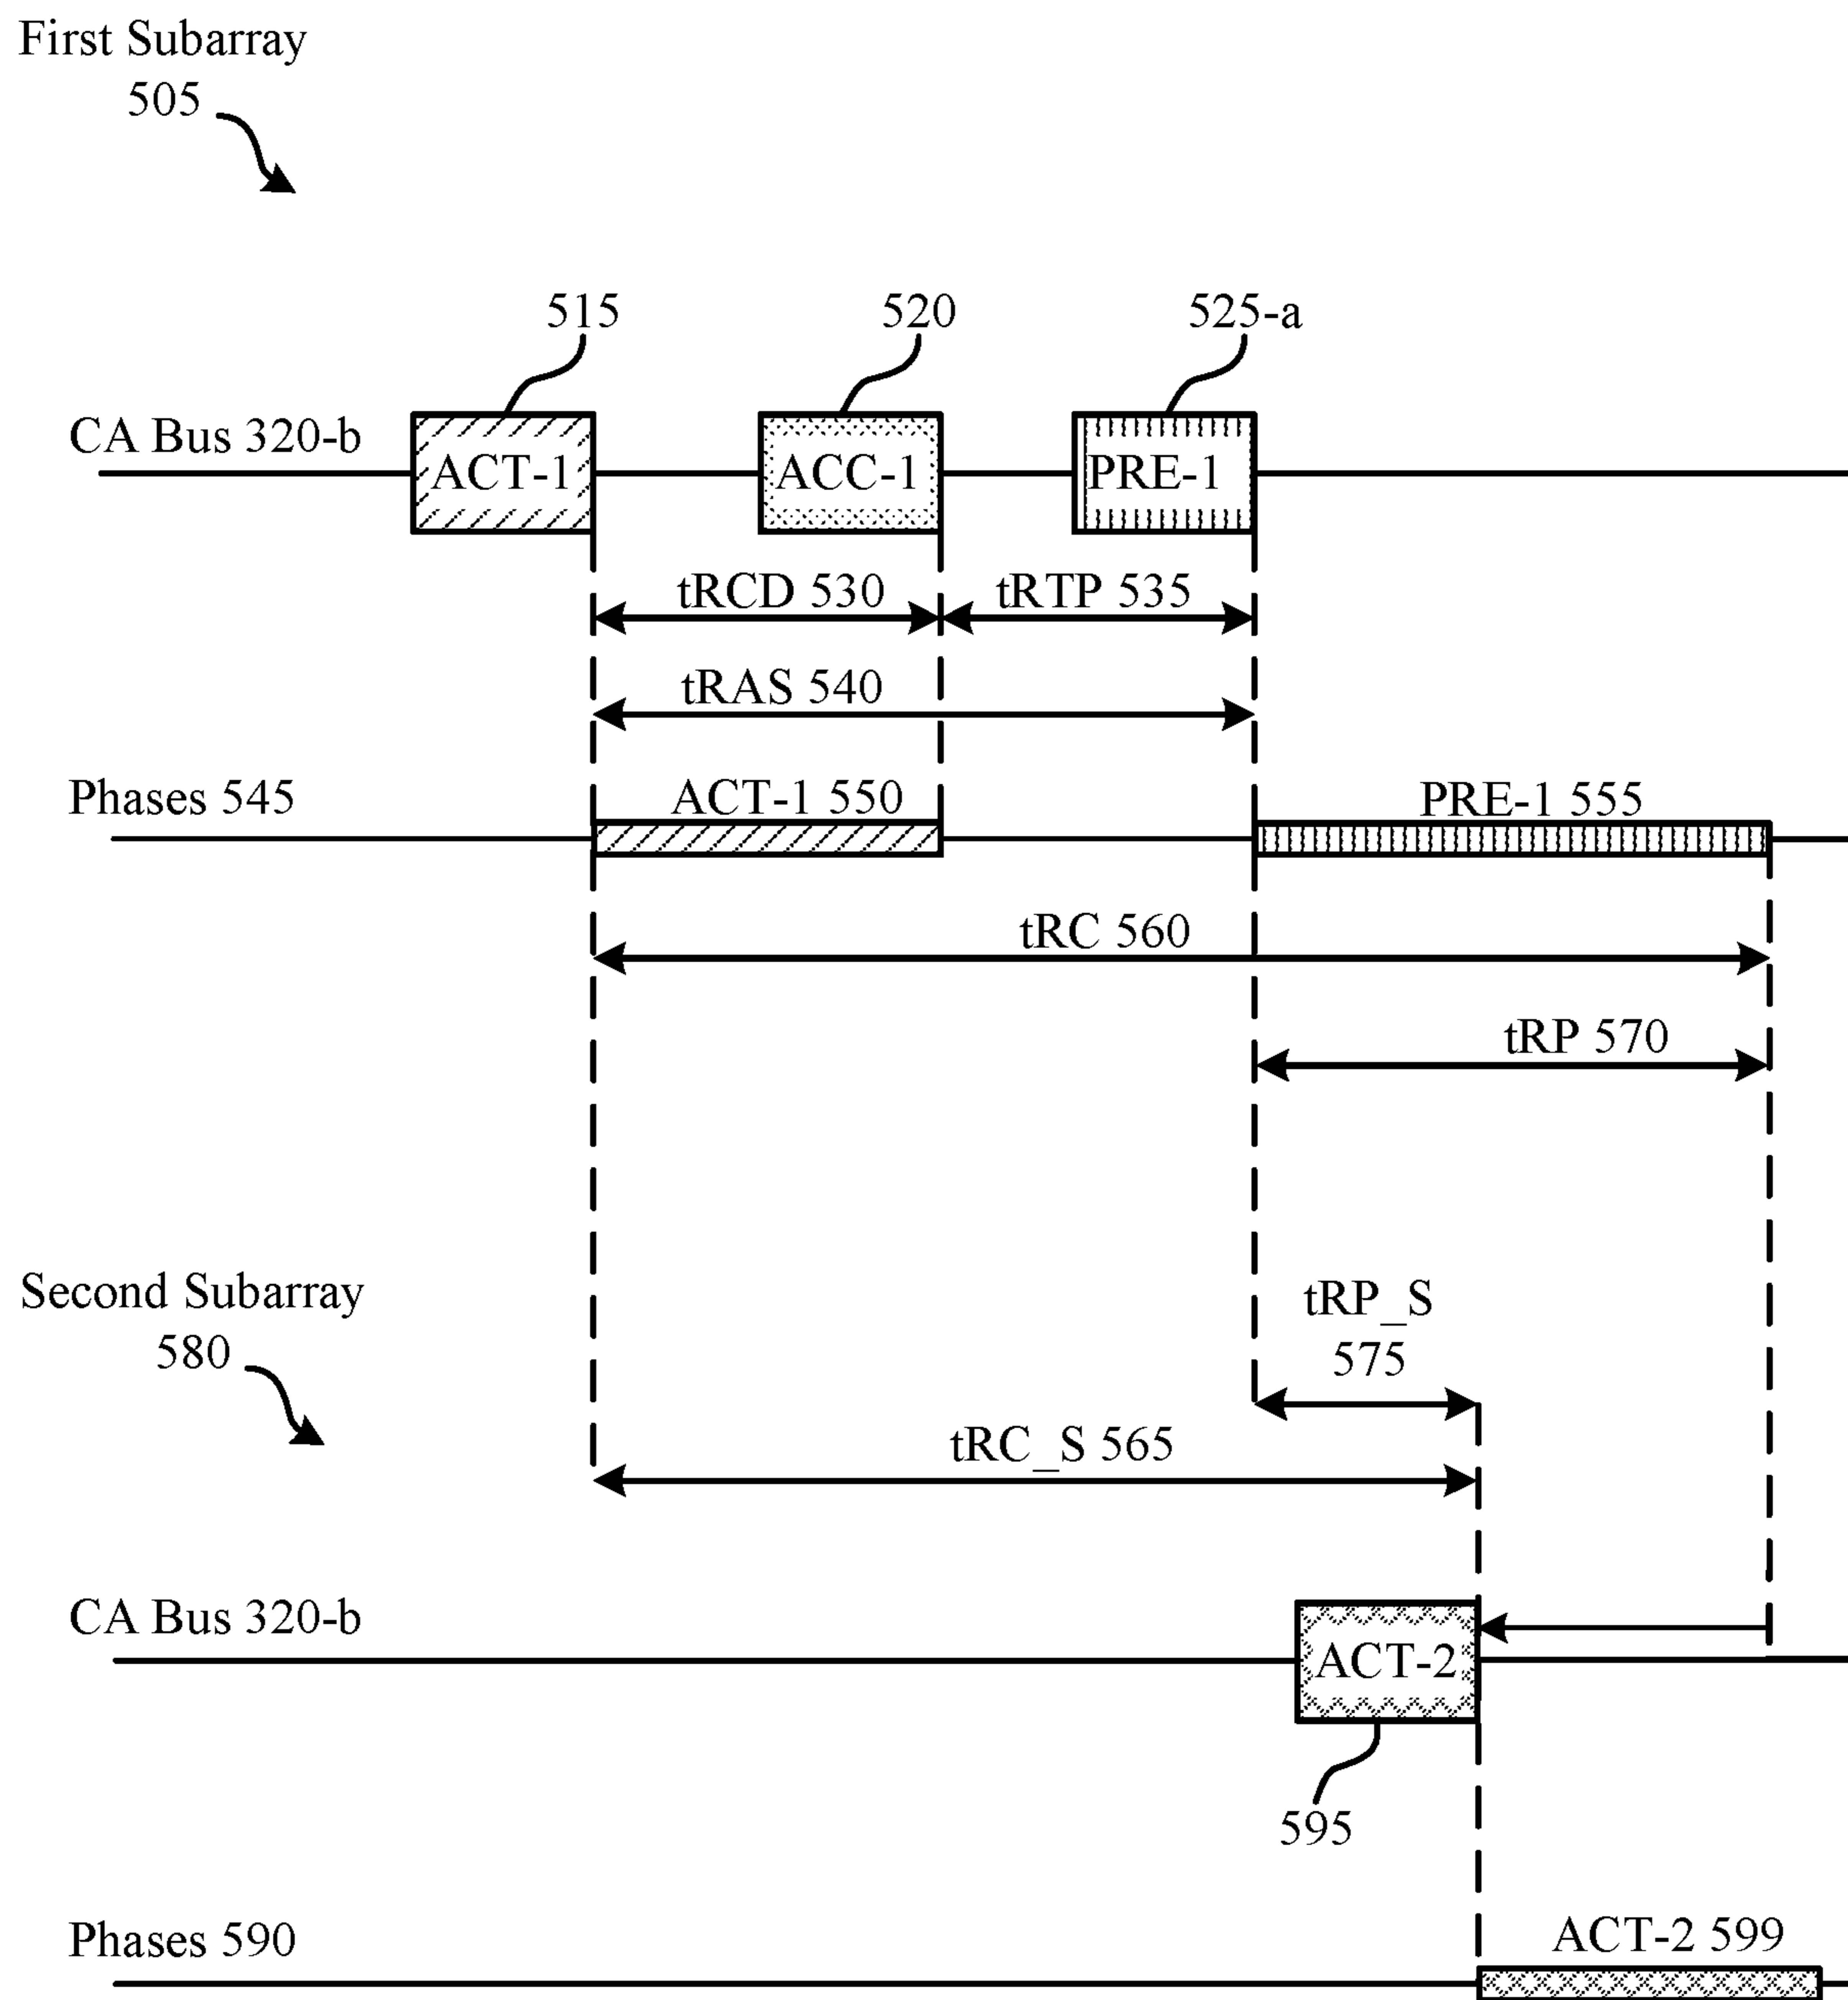 First Subarray
505
515
520
525-a
CA Bus 320-b
ACT-1
ACC-1
PRE-1
tRCD 530
tRTP 535
tRAS 540
Phases 545
ACT-1 550
PRE-1 555
tRC 560
tRP 570
Second Subarray
580
tRP_S
575
tRC_S 565
CA Bus 320-b
ACT-2
595
Phases 590
ACT-2 599